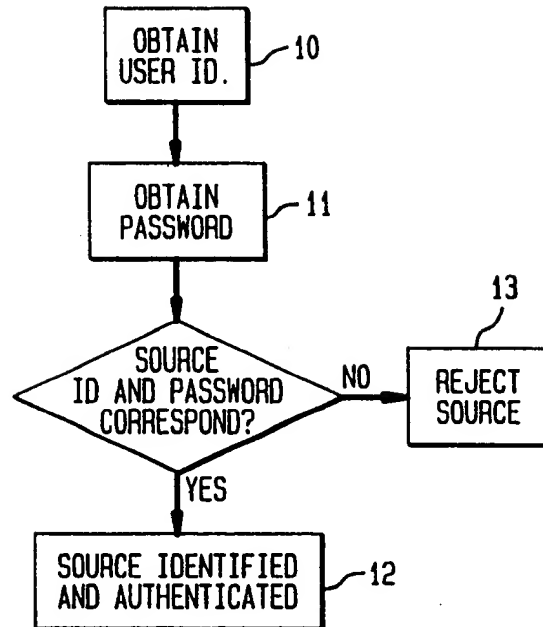 OBTAIN
USER ID.
10
OBTAIN
PASSWORD
11
SOURCE
ID AND PASSWORD
CORRESPOND?
NO
13
REJECT
SOURCE
YES
SOURCE IDENTIFIED
AND AUTHENTICATED
12